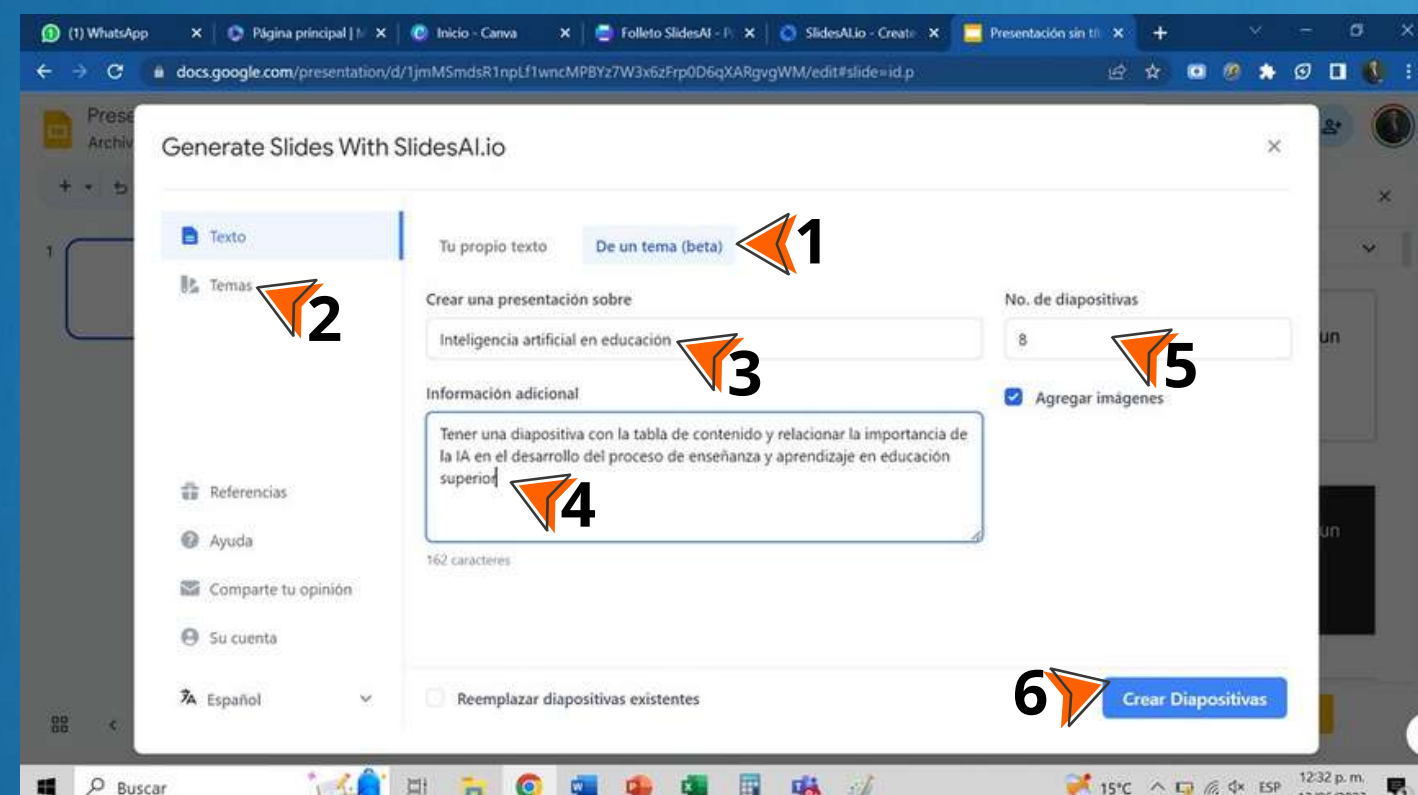 (1) WhatsApp
Página principal |
Inicio - Canva
Folleto SlidesAI -
SlidesAI.io - Create
Presentación sin tít
docs.google.com/presentation/d/1jmMSmdsR1npLf1wncMPBYz7W3x6zFrp0D6qXARgvgWM/edit#slide=id.p
Prese
Archiv
Generate Slides With SlidesAI.io
1
Texto
Temas
2
Tu propio texto
De un tema (beta)
1
Crear una presentación sobre
No. de diapositivas
Inteligencia artificial en educación
3
8
5
un
Información adicional
Agregar imágenes
Tener una diapositiva con la tabla de contenido y relacionar la importancia de
la IA en el desarrollo del proceso de enseñanza y aprendizaje en educación
superior
4
162 caracteres
un
Referencias
Ayuda
Comparte tu opinión
Su cuenta
Español
Reemplazar diapositivas existentes
6
Crear Diapositivas
Buscar
15°C
ESP
12:32 p. m.